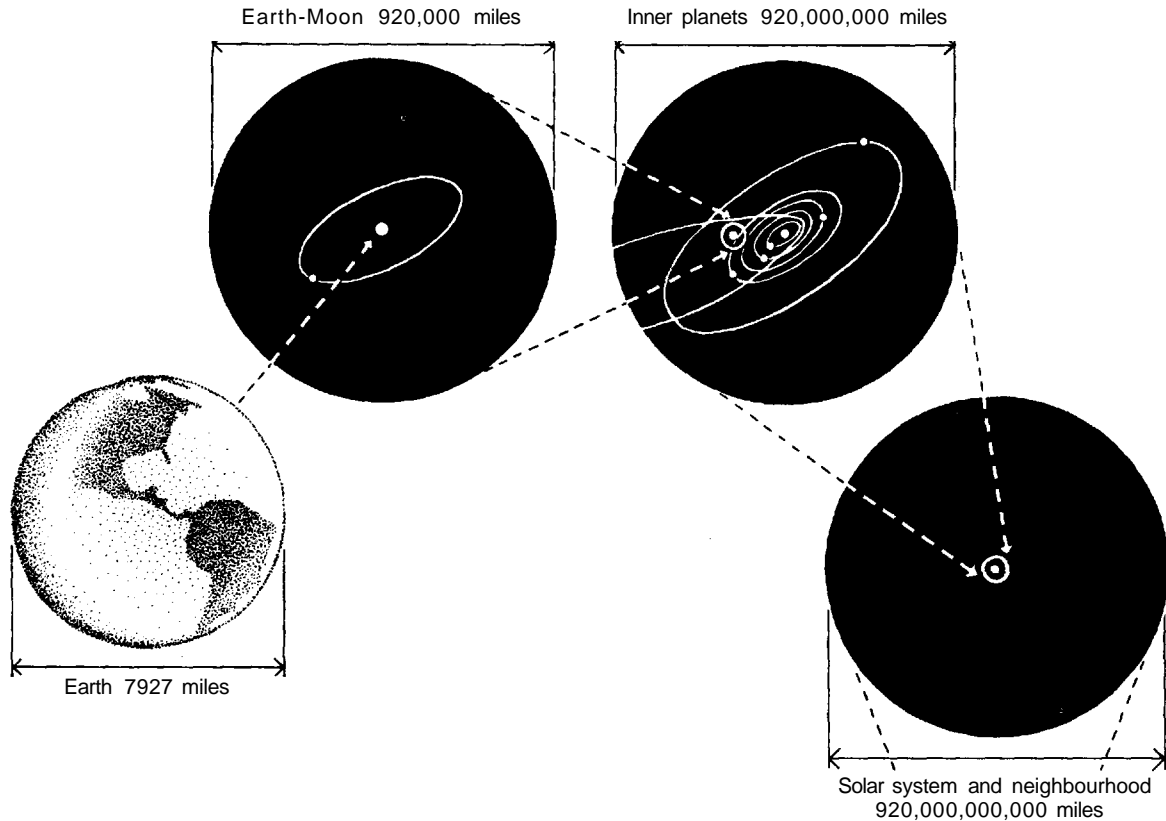 Earth-Moon 920,000 miles
Inner planets 920,000,000 miles
Earth 7927 miles
Solar system and neighbourhood
920,000,000,000 miles